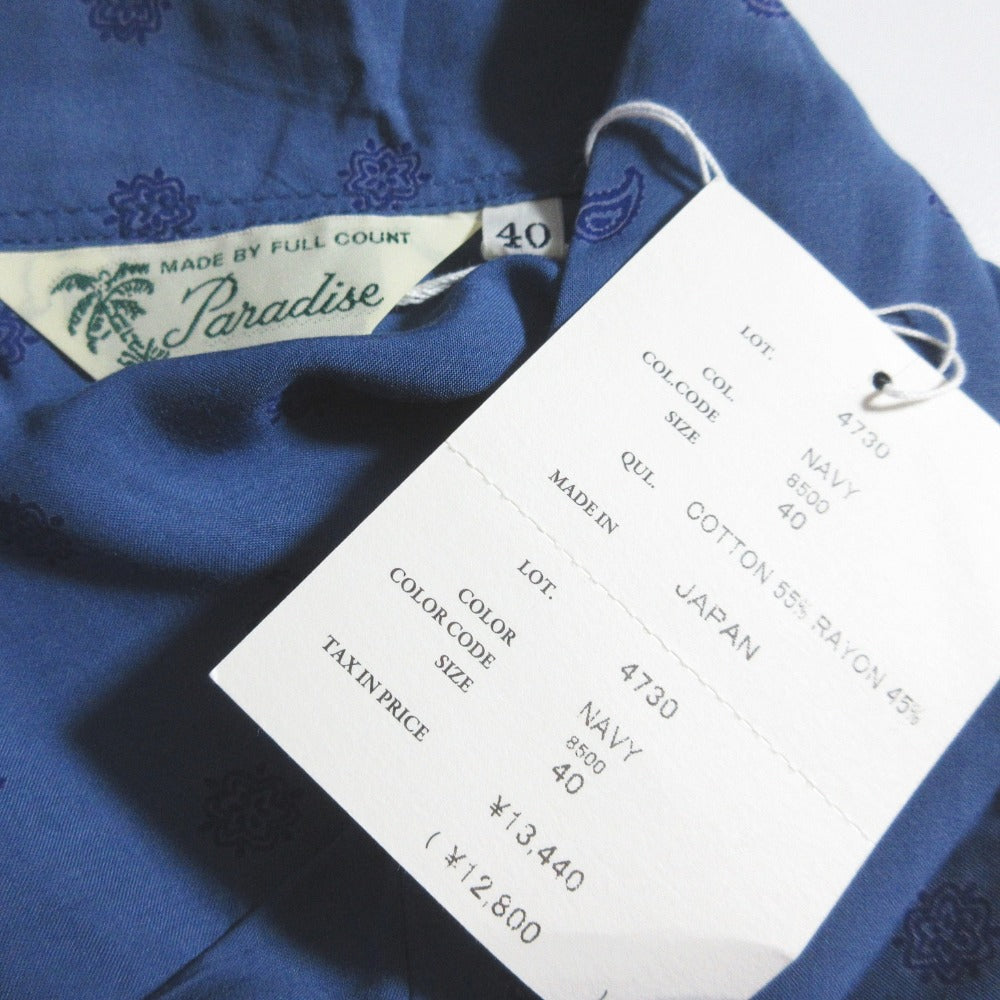 MADE BY FULL COUNT
Paradise
40
LOT. 4730
COL. NAVY
COL.CODE 8500
SIZE 40
QUL. COTTON 55% RAYON 45%
MADE IN JAPAN
LOT. 4730
COLOR NAVY
COLOR CODE 8500
SIZE 40
TAX IN PRICE ¥13,440
( ¥12,800 )